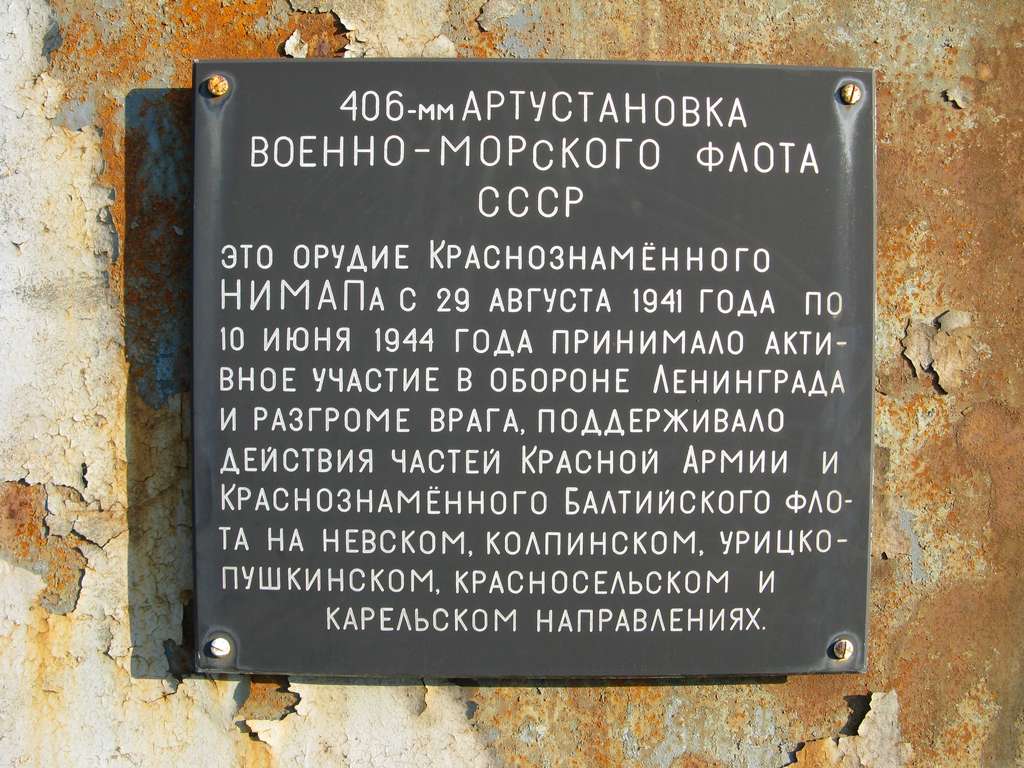 406-мм АРТУСТАНОВКА
ВОЕННО-МОРСКОГО ФЛОТА
СССР
ЭТО ОРУДИЕ КРАСНОЗНАМЁННОГО
НИМАПа С 29 АВГУСТА 1941 ГОДА ПО
10 ИЮНЯ 1944 ГОДА ПРИНИМАЛО АКТИ-
ВНОЕ УЧАСТИЕ В ОБОРОНЕ ЛЕНИНГРАДА
И РАЗГРОМЕ ВРАГА, ПОДДЕРЖИВАЛО
ДЕЙСТВИЯ ЧАСТЕЙ КРАСНОЙ АРМИИ И
КРАСНОЗНАМЁННОГО БАЛТИЙСКОГО ФЛО-
ТА НА НЕВСКОМ, КОЛПИНСКОМ, УРИЦКО-
ПУШКИНСКОМ, КРАСНОСЕЛЬСКОМ И
КАРЕЛЬСКОМ НАПРАВЛЕНИЯХ.